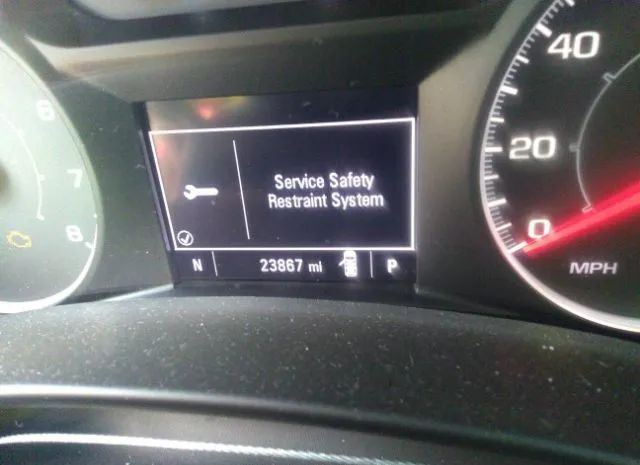 6
7
8
Service Safety
Restraint System
N 23867 mi P
40
20
0
MPH